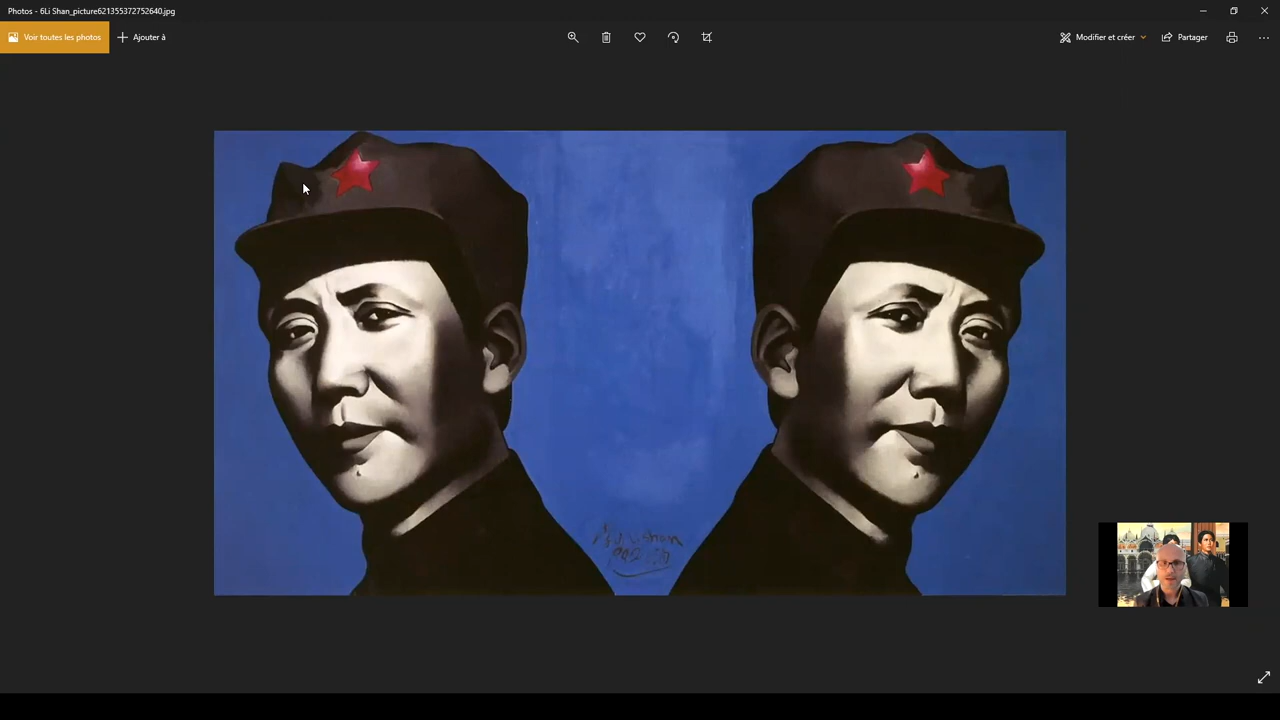 Photos - 6Li Shan_picture621355372752640.jpg
Voir toutes les photos
Ajouter à
Modifier et créer
Partager